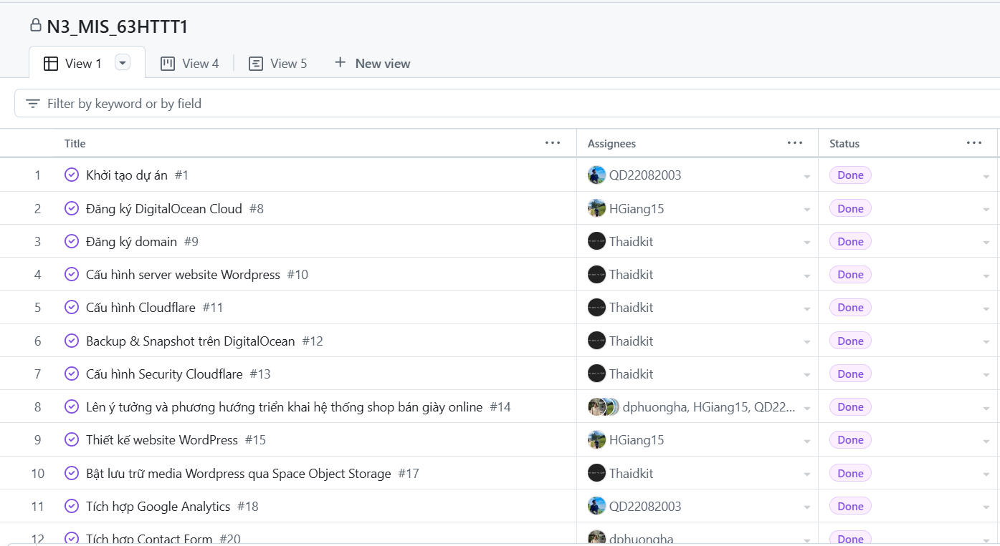 N3_MIS_63HTTT1
View 1 View 4 View 5 New view
Filter by keyword or by field
Title Assignees Status
1 Khởi tạo dự án #1 QD22082003 Done
2 Đăng ký DigitalOcean Cloud #8 HGiang15 Done
3 Đăng ký domain #9 Thaidkit Done
4 Cấu hình server website Wordpress #10 Thaidkit Done
5 Cấu hình Cloudflare #11 Thaidkit Done
6 Backup & Snapshot trên DigitalOcean #12 Thaidkit Done
7 Cấu hình Security Cloudflare #13 Thaidkit Done
8 Lên ý tưởng và phương hướng triển khai hệ thống shop bán giày online #14 dphuongha, HGiang15, QD22... Done
9 Thiết kế website WordPress #15 HGiang15 Done
10 Bật lưu trữ media Wordpress qua Space Object Storage #17 Thaidkit Done
11 Tích hợp Google Analytics #18 QD22082003 Done
12 Tích hợp Contact Form #20 dphuongha Done